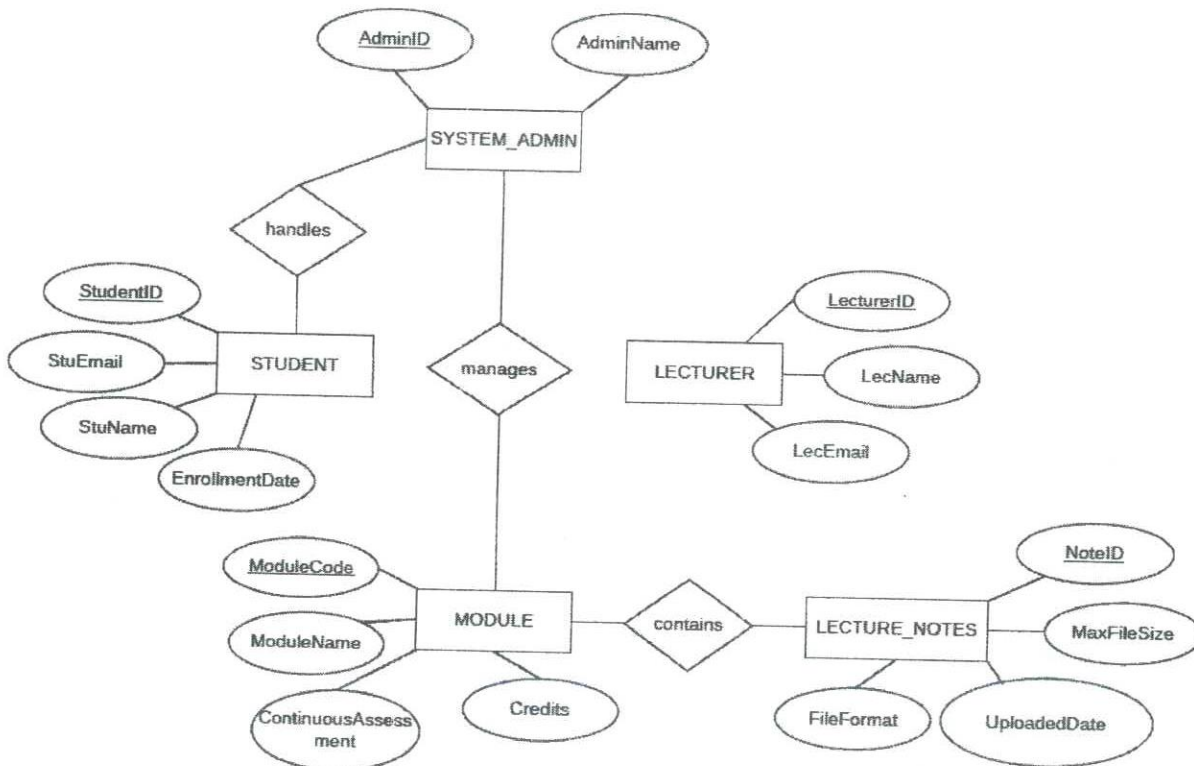 AdminID
AdminName
SYSTEM_ADMIN
handles
StudentID
StuEmail
STUDENT
StuName
EnrollmentDate
manages
LecturerID
LECTURER
LecName
LecEmail
ModuleCode
MODULE
ModuleName
ContinuousAssess
ment
Credits
contains
NoteID
LECTURE_NOTES
MaxFileSize
FileFormat
UploadedDate